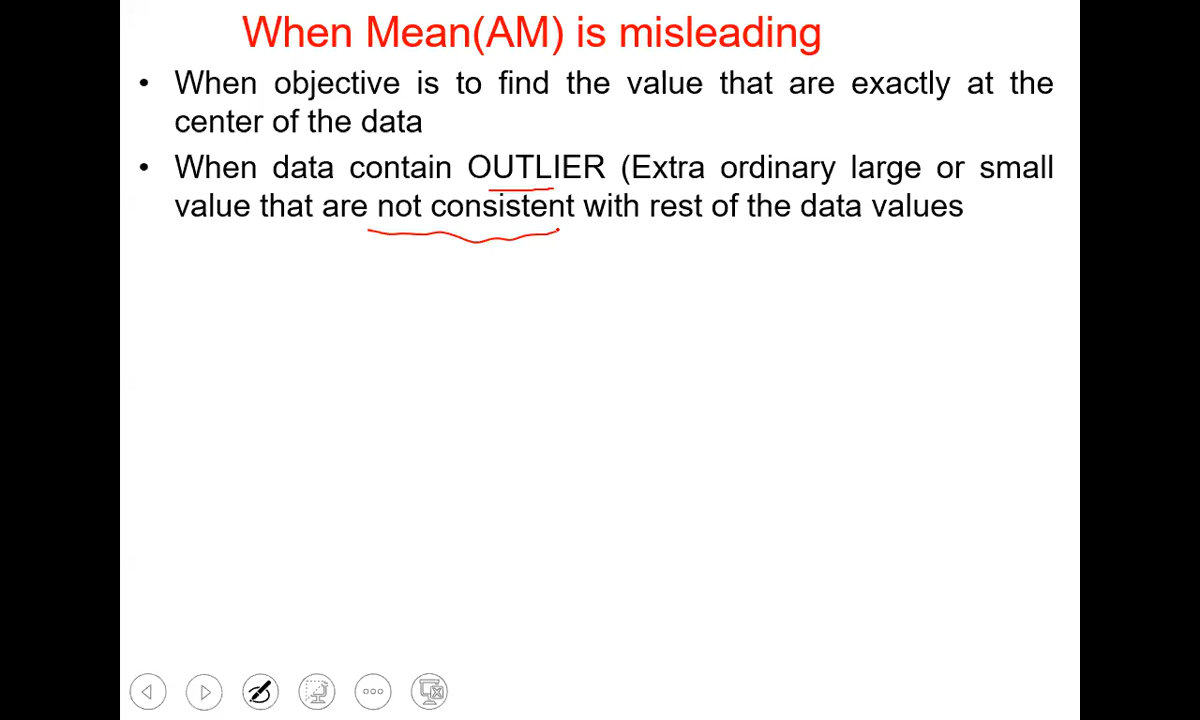 When Mean(AM) is misleading
• When objective is to find the value that are exactly at the
center of the data
• When data contain OUTLIER (Extra ordinary large or small
value that are not consistent with rest of the data values